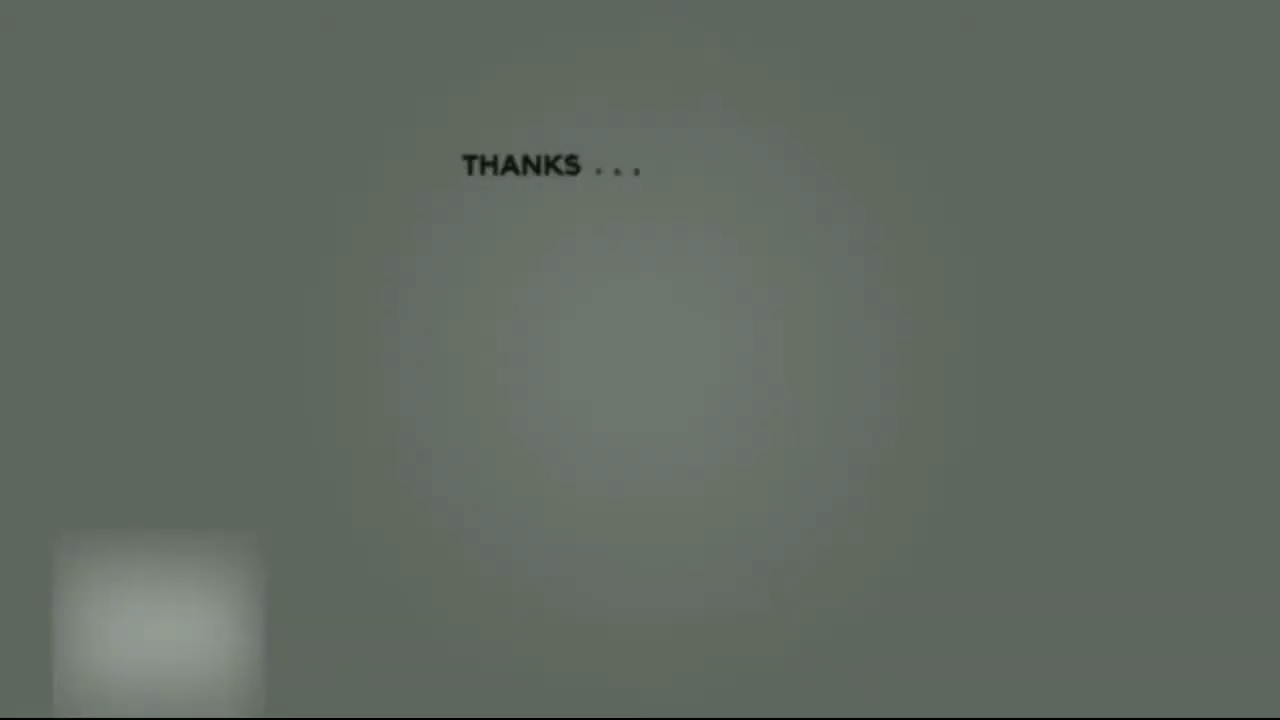 THANKS . . .